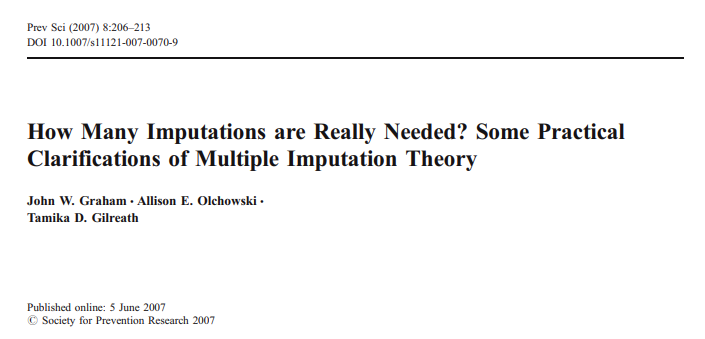 Prev Sci (2007) 8:206–213
DOI 10.1007/s11121-007-0070-9
How Many Imputations are Really Needed? Some Practical
Clarifications of Multiple Imputation Theory
John W. Graham • Allison E. Olchowski •
Tamika D. Gilreath
Published online: 5 June 2007
© Society for Prevention Research 2007